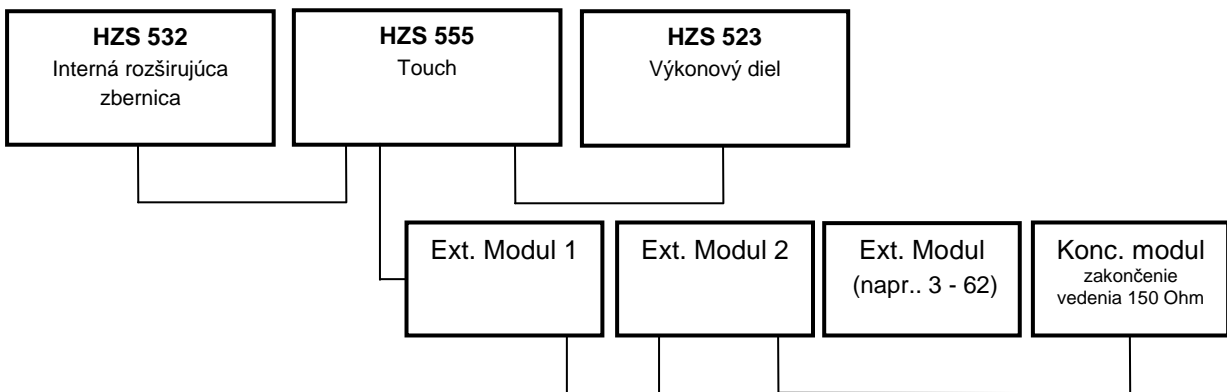 HZS 532
Interná rozširujúca
zbernica
HZS 555
Touch
HZS 523
Výkonový diel
Ext. Modul 1
Ext. Modul 2
Ext. Modul
(napr.. 3 - 62)
Konc. modul
zakončenie
vedenia 150 Ohm